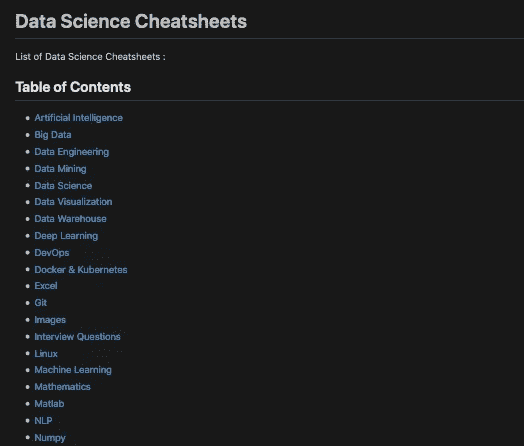 Data Science Cheatsheets
List of Data Science Cheatsheets :
Table of Contents
Artificial Intelligence
Big Data
Data Engineering
Data Mining
Data Science
Data Visualization
Data Warehouse
Deep Learning
DevOps
Docker & Kubernetes
Excel
Git
Images
Interview Questions
Linux
Machine Learning
Mathematics
Matlab
NLP
Numpy